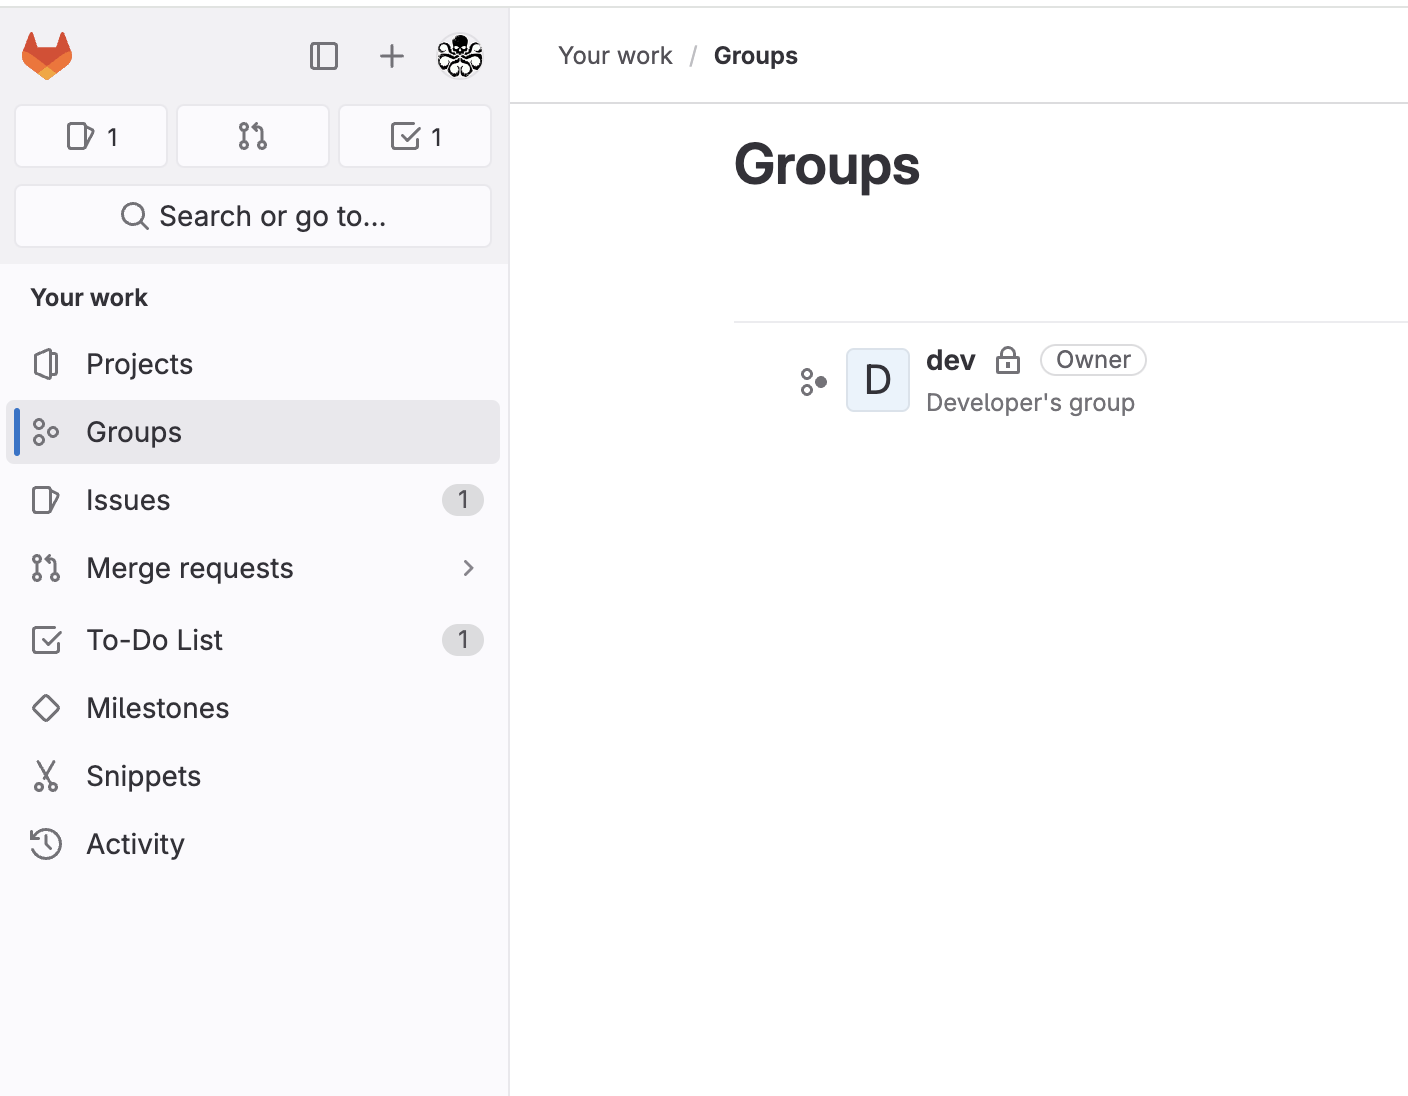 Your work / Groups
1
1
Search or go to...
Your work
Projects
Groups
Issues 1
Merge requests
To-Do List 1
Milestones
Snippets
Activity
Groups
D
dev Owner
Developer's group